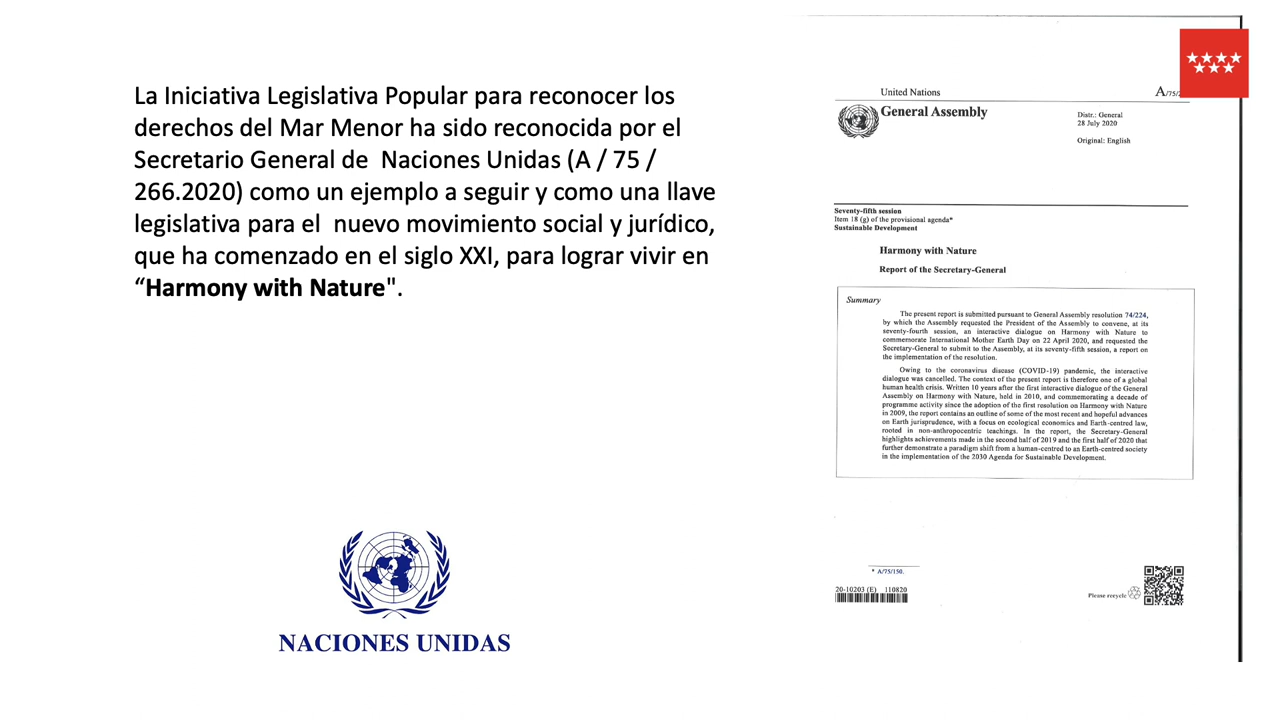 La Iniciativa Legislativa Popular para reconocer los
derechos del Mar Menor ha sido reconocida por el
Secretario General de Naciones Unidas (A / 75 /
266.2020) como un ejemplo a seguir y como una llave
legislativa para el nuevo movimiento social y jurídico,
que ha comenzado en el siglo XXI, para lograr vivir en
“Harmony with Nature".
NACIONES UNIDAS
United Nations
A/75/
General Assembly
Distr.: General
28 July 2020
Original: English
Seventy-fifth session
Item 18 (g) of the provisional agenda*
Sustainable Development
Harmony with Nature
Report of the Secretary-General
Summary
The present report is submitted pursuant to General Assembly resolution 74/224,
by which the Assembly requested the President of the Assembly to convene, at its
seventy-fourth session, an interactive dialogue on Harmony with Nature to
commemorate International Mother Earth Day on 22 April 2020, and requested the
Secretary-General to submit to the Assembly, at its seventy-fifth session, a report on
the implementation of the resolution.
Owing to the coronavirus disease (COVID-19) pandemic, the interactive
dialogue was cancelled. The context of the present report is therefore one of a global
human health crisis. Written 10 years after the first interactive dialogue of the General
Assembly on Harmony with Nature, held in 2010, and commemorating a decade of
programme activity since the adoption of the first resolution on Harmony with Nature
in 2009, the report contains an outline of some of the most recent and hopeful advances
on Earth jurisprudence, with a focus on ecological economics and Earth-centred law,
rooted in non-anthropocentric teachings. In the report, the Secretary-General
highlights achievements made in the second half of 2019 and the first half of 2020 that
further demonstrate a paradigm shift from a human-centred to an Earth-centred society
in the implementation of the 2030 Agenda for Sustainable Development.
* A/75/150.
20-10203 (E) 110820
Please recycle